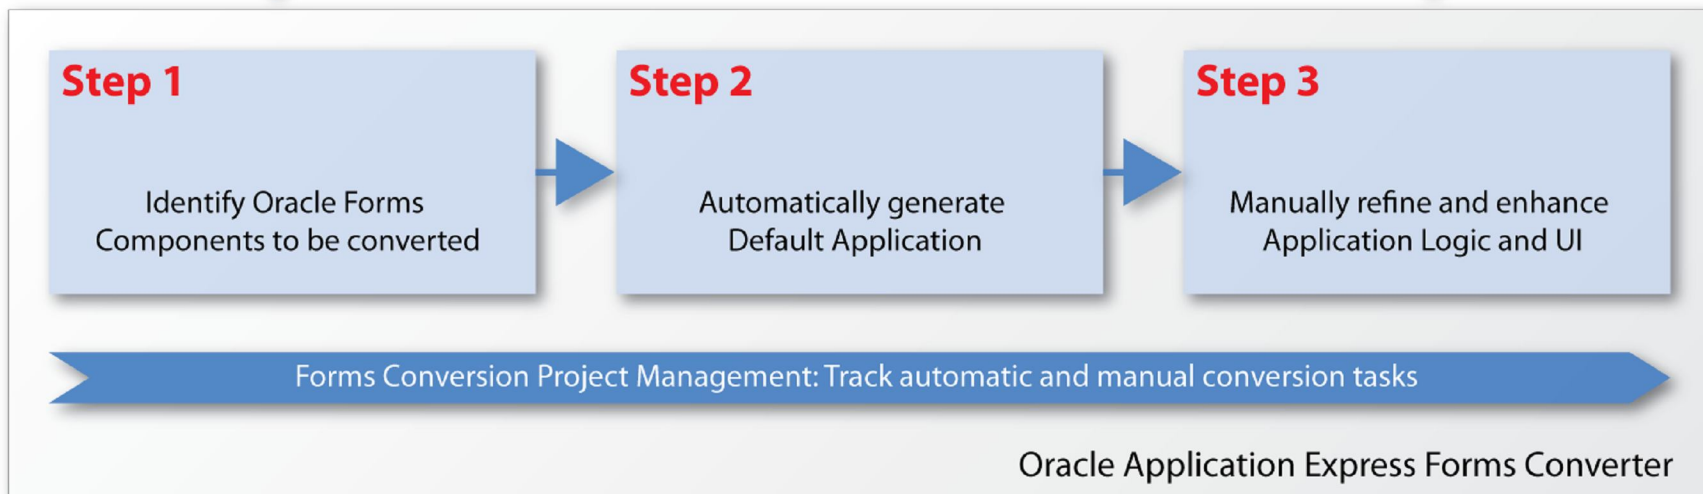 Step 1
Identify Oracle Forms
Components to be converted
Step 2
Automatically generate
Default Application
Step 3
Manually refine and enhance
Application Logic and UI
Forms Conversion Project Management: Track automatic and manual conversion tasks
Oracle Application Express Forms Converter